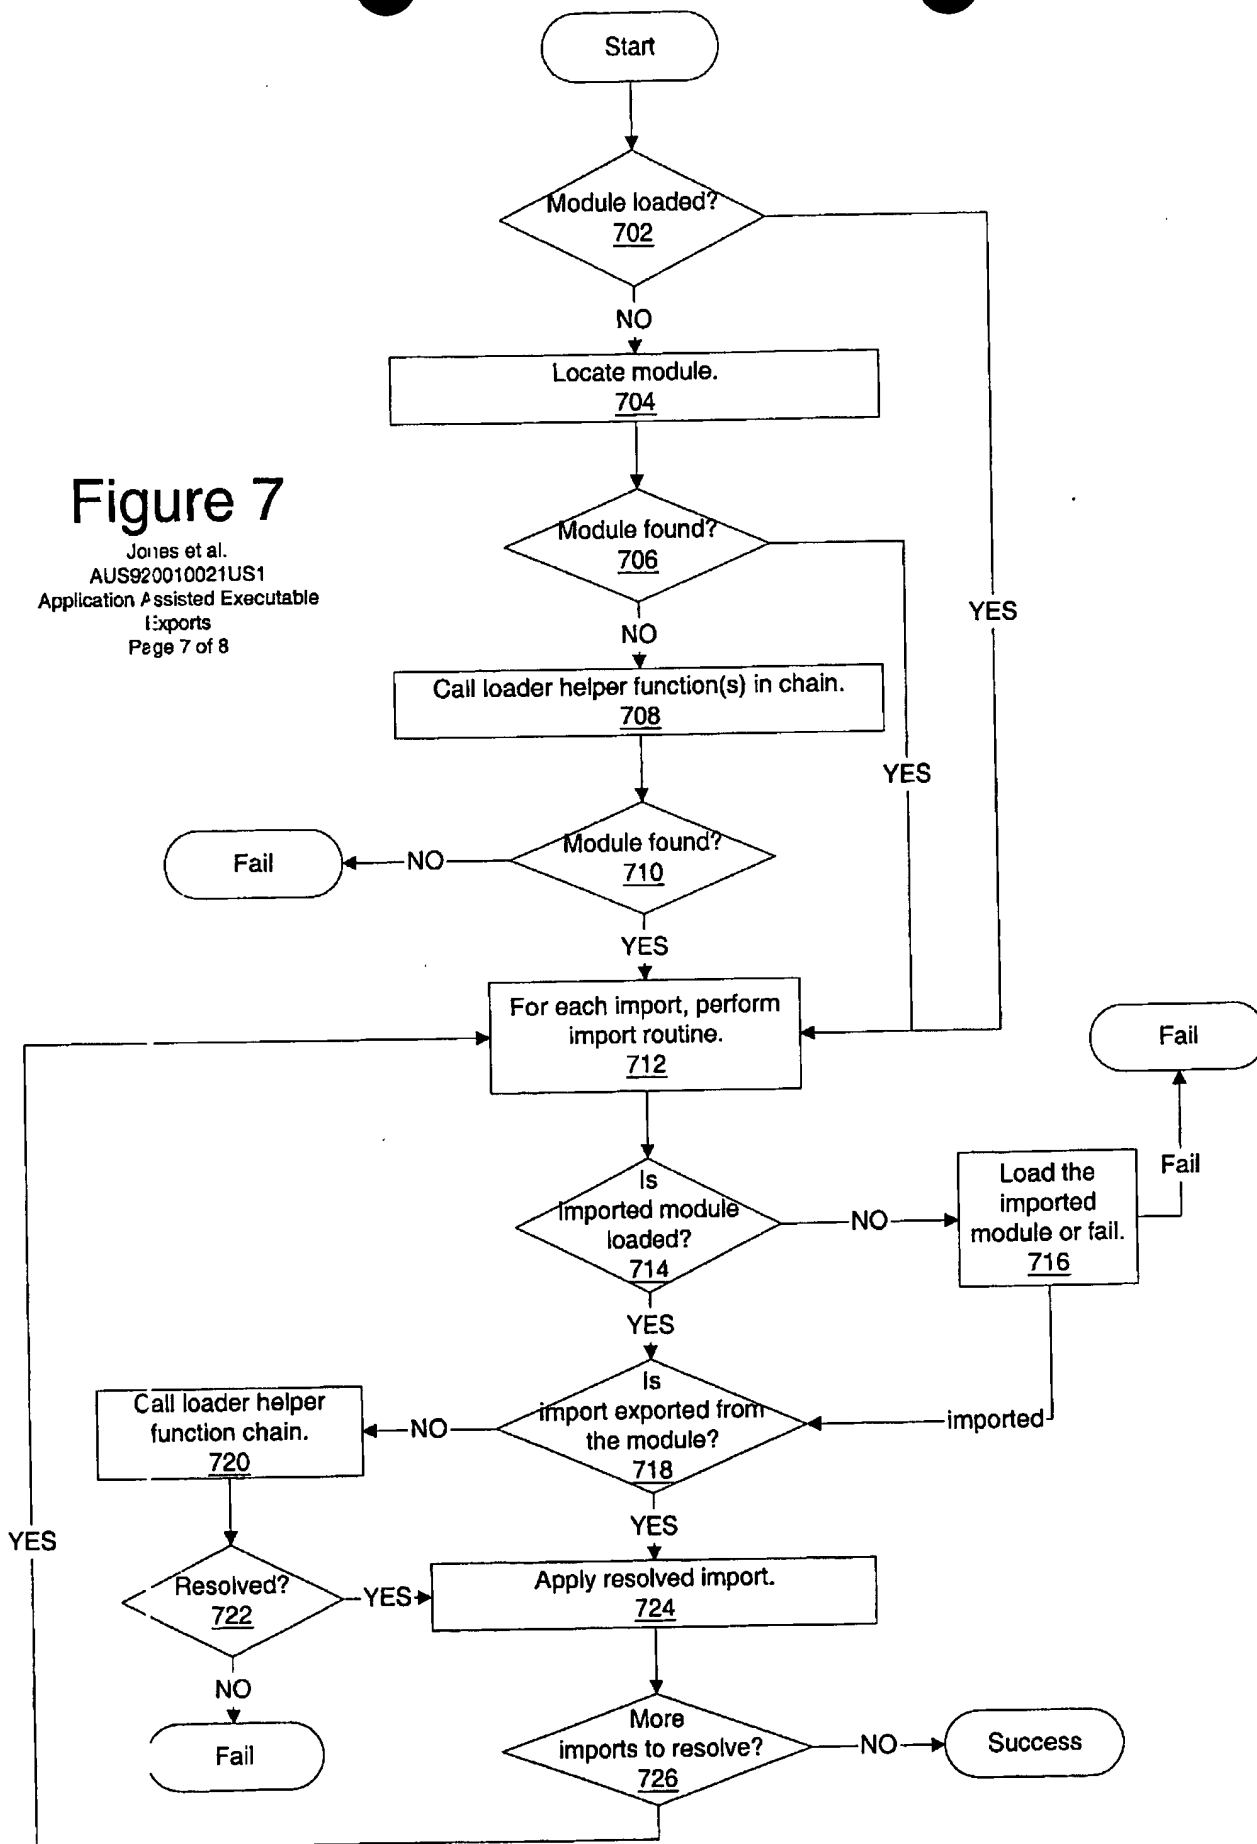 Start
Module loaded?
702
NO
Locate module.
704
Figure 7
Jones et al.
AUS920010021US1
Application Assisted Executable
Exports
Page 7 of 8
Module found?
706
YES
NO
Call loader helper function(s) in chain.
708
YES
Module found?
710
NO
Fail
YES
For each import, perform
import routine.
712
Fail
Is
imported module
loaded?
714
NO
Load the
imported
module or fail.
716
Fail
YES
Is
import exported from
the module?
718
imported
NO
Call loader helper
function chain.
720
YES
YES
Resolved?
722
YES
Apply resolved import.
724
NO
Fail
More
imports to resolve?
726
NO
Success